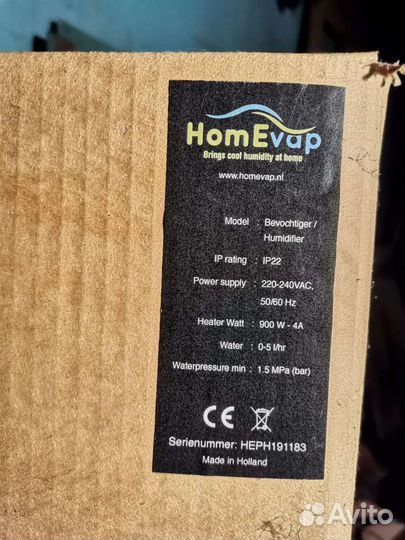 HomEvap
Brings cool humidity at home
www.homevap.nl
Model : Bevochtiger /
Humidifier
IP rating : IP22
Power supply : 220-240VAC,
50/60 Hz
Heater Watt : 900 W - 4A
Water : 0-5 l/hr
Waterpressure min : 1.5 MPa (bar)
CE
Serienummer: HEPH191183
Made in Holland
Avito